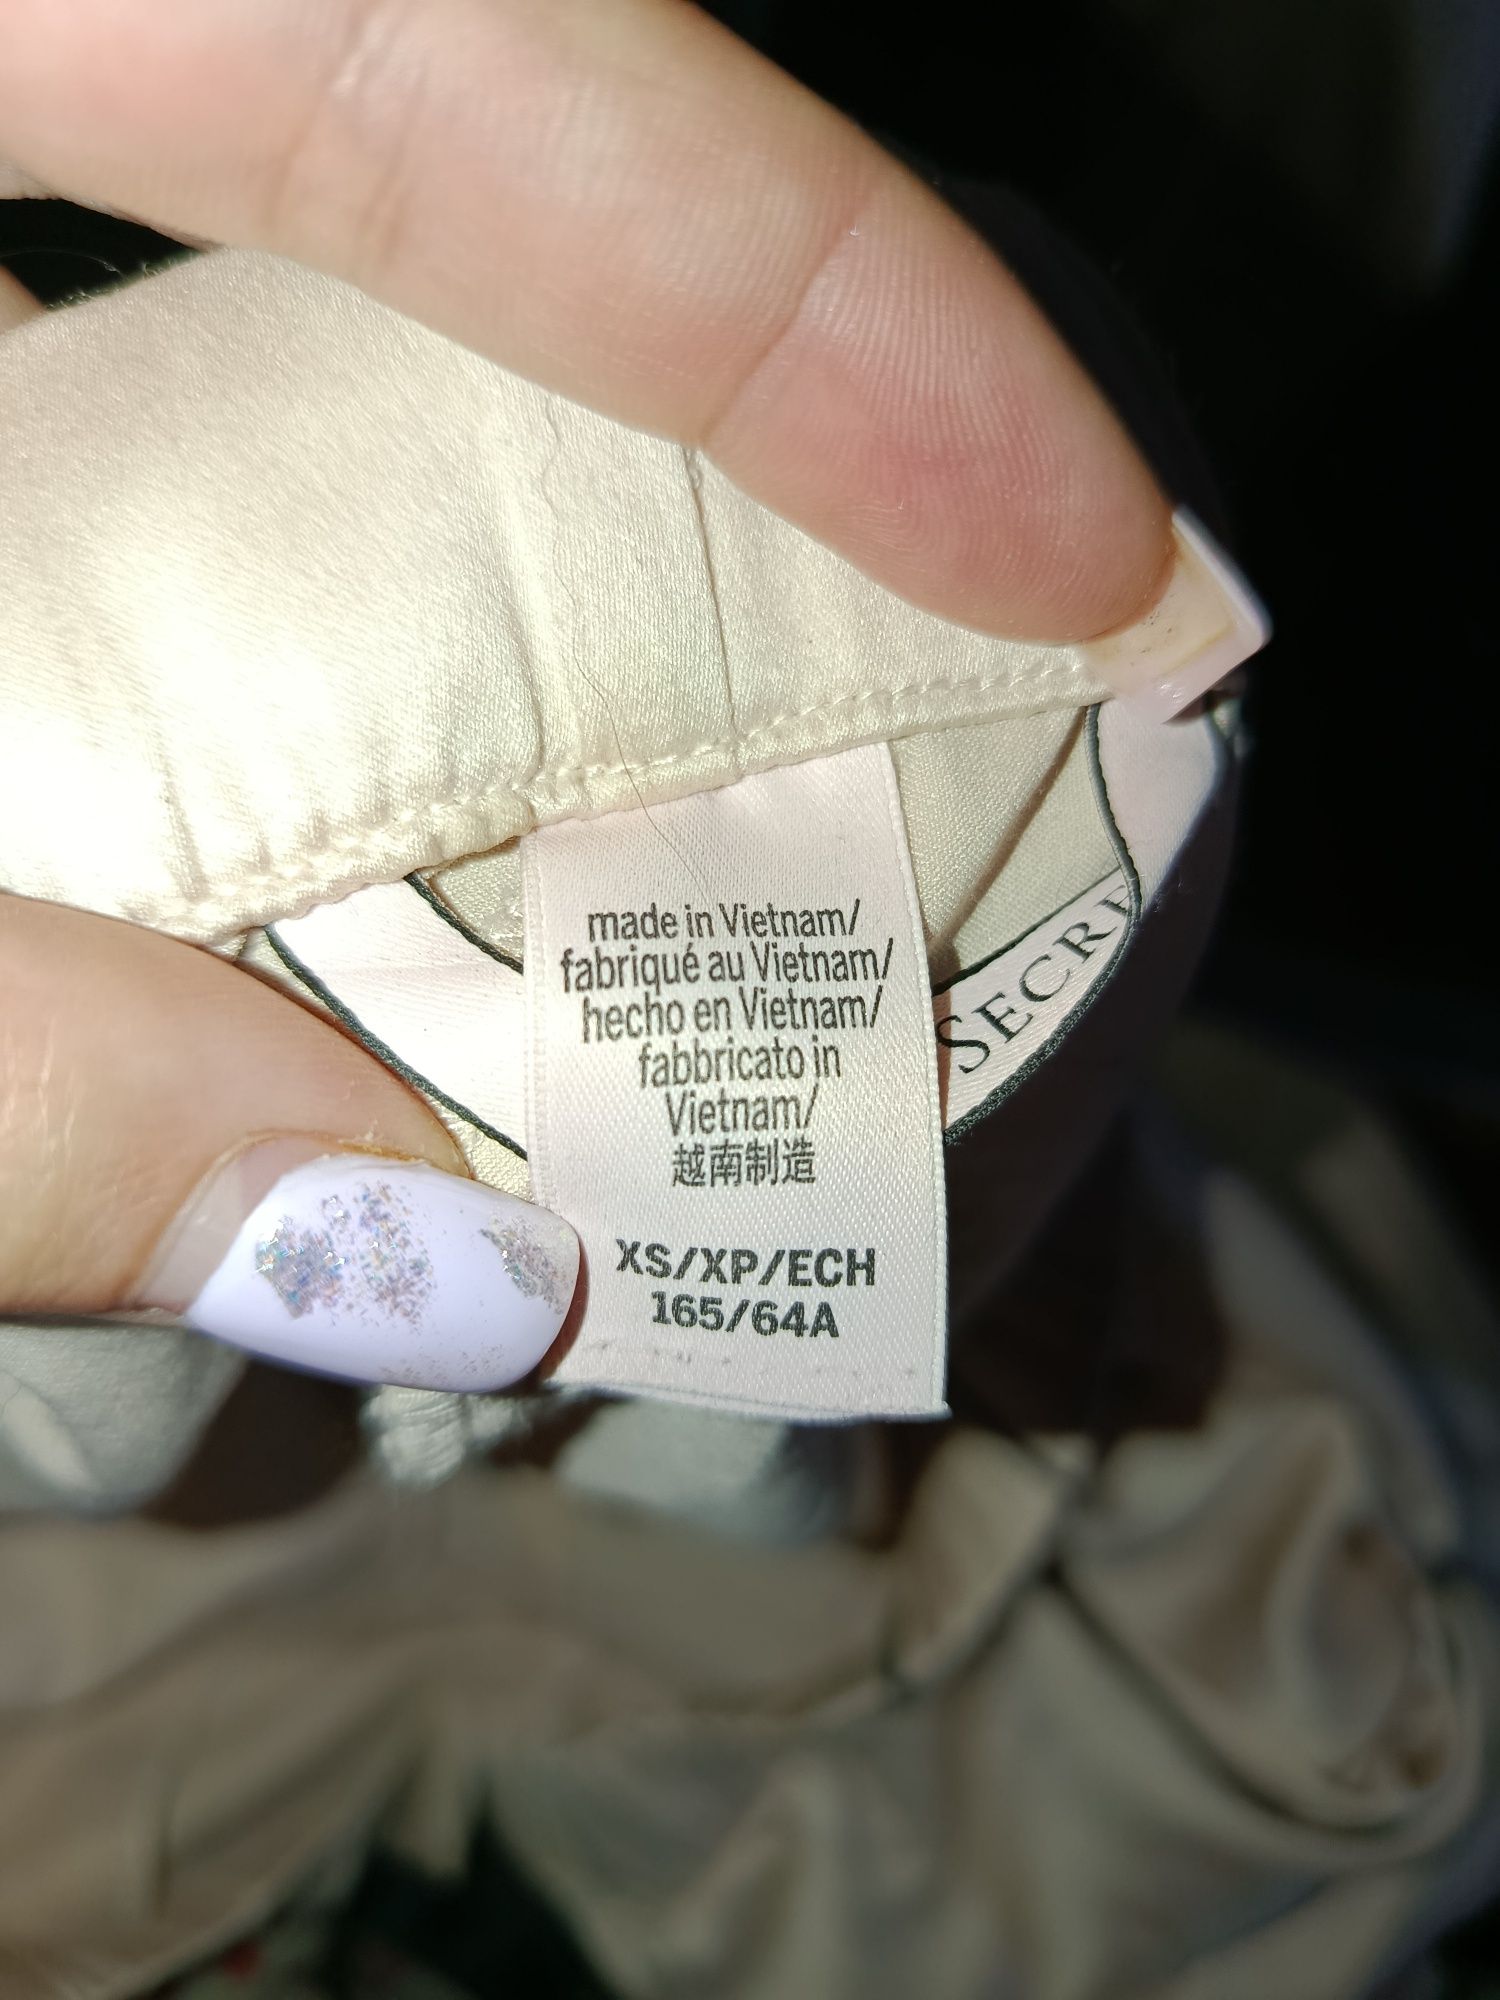 made in Vietnam/
fabriqué au Vietnam/
hecho en Vietnam/
fabbricato in
Vietnam/
越南制造
XS/XP/ECH
165/64A
SECRE